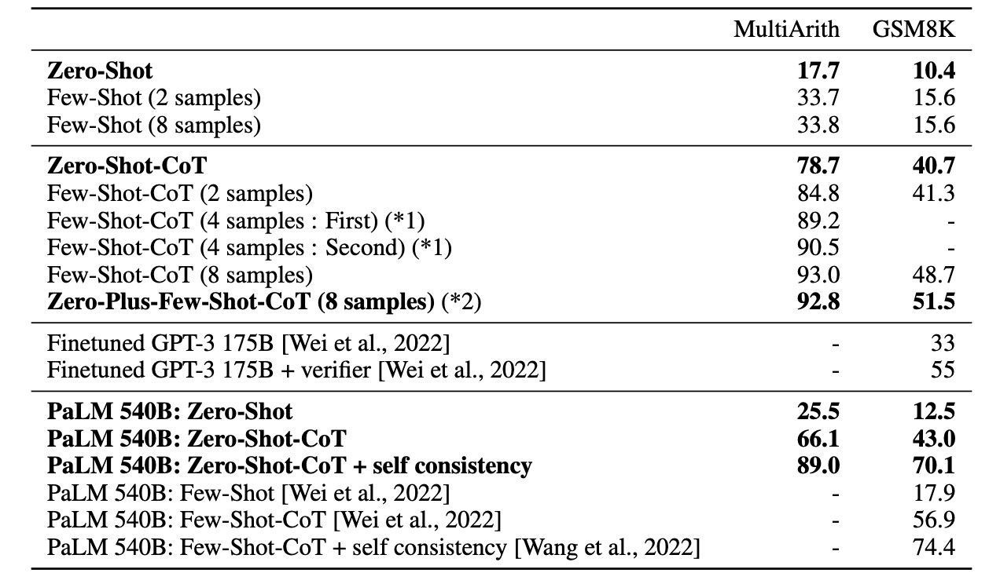 MultiArith GSM8K
Zero-Shot 17.7 10.4
Few-Shot (2 samples) 33.7 15.6
Few-Shot (8 samples) 33.8 15.6
Zero-Shot-CoT 78.7 40.7
Few-Shot-CoT (2 samples) 84.8 41.3
Few-Shot-CoT (4 samples : First) (*1) 89.2 -
Few-Shot-CoT (4 samples : Second) (*1) 90.5 -
Few-Shot-CoT (8 samples) 93.0 48.7
Zero-Plus-Few-Shot-CoT (8 samples) (*2) 92.8 51.5
Finetuned GPT-3 175B [Wei et al., 2022] - 33
Finetuned GPT-3 175B + verifier [Wei et al., 2022] - 55
PaLM 540B: Zero-Shot 25.5 12.5
PaLM 540B: Zero-Shot-CoT 66.1 43.0
PaLM 540B: Zero-Shot-CoT + self consistency 89.0 70.1
PaLM 540B: Few-Shot [Wei et al., 2022] - 17.9
PaLM 540B: Few-Shot-CoT [Wei et al., 2022] - 56.9
PaLM 540B: Few-Shot-CoT + self consistency [Wang et al., 2022] - 74.4